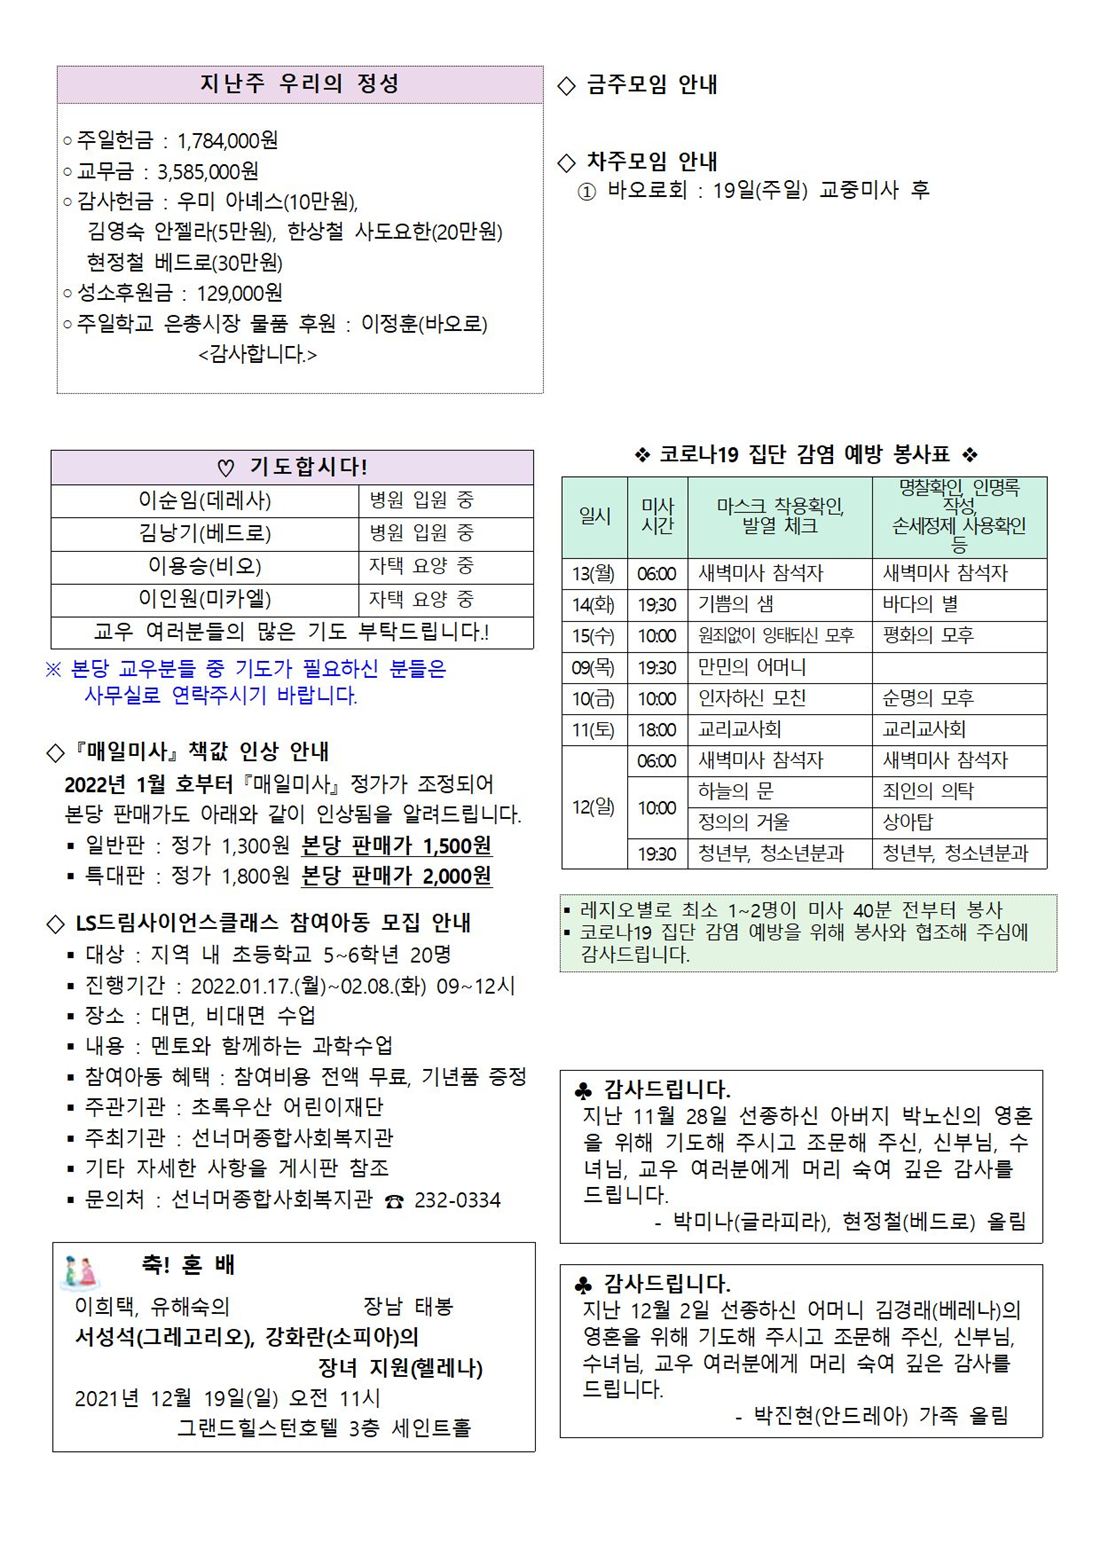 지난주 우리의 정성
○ 주일헌금 : 1,784,000원
○ 교무금 : 3,585,000원
○ 감사헌금 : 우미 아녜스(10만원),
김영숙 안젤라(5만원), 한상철 사도요한(20만원)
현정철 베드로(30만원)
○ 성소후원금 : 129,000원
○ 주일학교 은총시장 물품 후원 : 이정훈(바오로)
<감사합니다.>
♡ 기도합시다!
이순임(데레사) 병원 입원 중
김낭기(베드로) 병원 입원 중
이용승(비오) 자택 요양 중
이인원(미카엘) 자택 요양 중
교우 여러분들의 많은 기도 부탁드립니다.!
※ 본당 교우분들 중 기도가 필요하신 분들은
사무실로 연락주시기 바랍니다.
◇ 『매일미사』 책값 인상 안내
2022년 1월 호부터 『매일미사』 정가가 조정되어
본당 판매가도 아래와 같이 인상됨을 알려드립니다.
▪ 일반판 : 정가 1,300원 본당 판매가 1,500원
▪ 특대판 : 정가 1,800원 본당 판매가 2,000원
◇ LS드림사이언스클래스 참여아동 모집 안내
▪ 대상 : 지역 내 초등학교 5~6학년 20명
▪ 진행기간 : 2022.01.17.(월)~02.08.(화) 09~12시
▪ 장소 : 대면, 비대면 수업
▪ 내용 : 멘토와 함께하는 과학수업
▪ 참여아동 혜택 : 참여비용 전액 무료, 기년품 증정
▪ 주관기관 : 초록우산 어린이재단
▪ 주최기관 : 선너머종합사회복지관
▪ 기타 자세한 사항을 게시판 참조
▪ 문의처 : 선너머종합사회복지관 ☎ 232-0334
축! 혼 배
이희택, 유해숙의 장남 태봉
서성석(그레고리오), 강화란(소피아)의
장녀 지원(헬레나)
2021년 12월 19일(일) 오전 11시
그랜드힐스턴호텔 3층 세인트홀
◇ 금주모임 안내
◇ 차주모임 안내
① 바오로회 : 19일(주일) 교중미사 후
❖ 코로나19 집단 감염 예방 봉사표 ❖
일시 미사 시간 마스크 착용확인, 발열 체크 명찰확인, 인명록 작성, 손세정제 사용확인 등
13(월) 06:00 새벽미사 참석자 새벽미사 참석자
14(화) 19:30 기쁨의 샘 바다의 별
15(수) 10:00 원죄없이 잉태되신 모후 평화의 모후
09(목) 19:30 만민의 어머니
10(금) 10:00 인자하신 모친 순명의 모후
11(토) 18:00 교리교사회 교리교사회
12(일) 06:00 새벽미사 참석자 새벽미사 참석자
10:00 하늘의 문 죄인의 의탁
정의의 거울 상아탑
19:30 청년부, 청소년분과 청년부, 청소년분과
▪ 레지오별로 최소 1~2명이 미사 40분 전부터 봉사
▪ 코로나19 집단 감염 예방을 위해 봉사와 협조해 주심에
감사드립니다.
♣ 감사드립니다.
지난 11월 28일 선종하신 아버지 박노신의 영혼
을 위해 기도해 주시고 조문해 주신, 신부님, 수
녀님, 교우 여러분에게 머리 숙여 깊은 감사를
드립니다.
- 박미나(글라피라), 현정철(베드로) 올림
♣ 감사드립니다.
지난 12월 2일 선종하신 어머니 김경래(베레나)의
영혼을 위해 기도해 주시고 조문해 주신, 신부님,
수녀님, 교우 여러분에게 머리 숙여 깊은 감사를
드립니다.
- 박진현(안드레아) 가족 올림